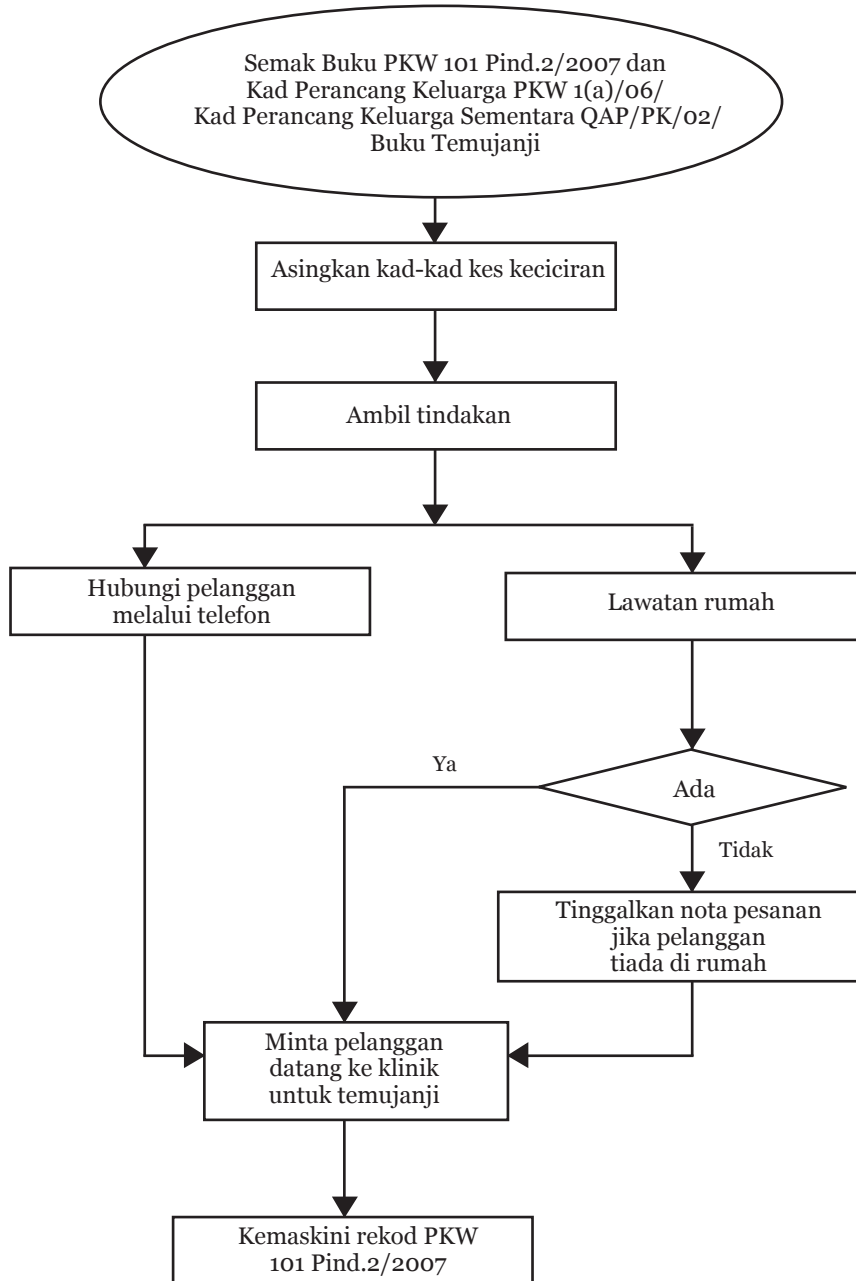 Semak Buku PKW 101 Pind.2/2007 dan
Kad Perancang Keluarga PKW 1(a)/06/
Kad Perancang Keluarga Sementara QAP/PK/02/
Buku Temujanji
Asingkan kad-kad kes keciciran
Ambil tindakan
Hubungi pelanggan
melalui telefon
Lawatan rumah
Ya
Ada
Tidak
Tinggalkan nota pesanan
jika pelanggan
tiada di rumah
Minta pelanggan
datang ke klinik
untuk temujanji
Kemaskini rekod PKW
101 Pind.2/2007